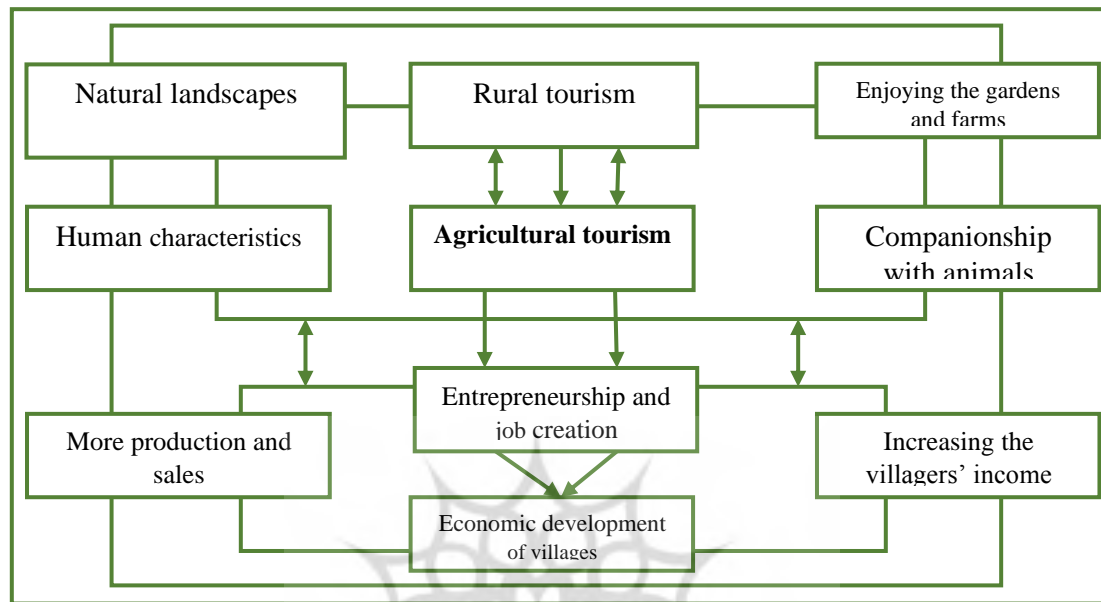 Natural landscapes
Rural tourism
Enjoying the gardens
and farms
Human characteristics
Agricultural tourism
Companionship
with animals
Entrepreneurship and
job creation
More production and
sales
Increasing the
villagers’ income
Economic development
of villages